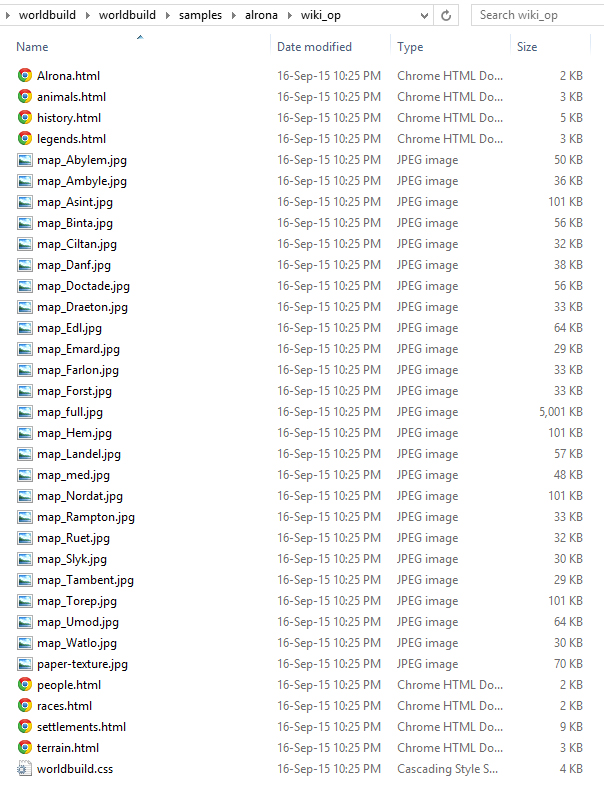 worldbuild worldbuild samples alrona wiki_op Search wiki_op
Name Date modified Type Size
Alrona.html 16-Sep-15 10:25 PM Chrome HTML Do... 2 KB
animals.html 16-Sep-15 10:25 PM Chrome HTML Do... 3 KB
history.html 16-Sep-15 10:25 PM Chrome HTML Do... 5 KB
legends.html 16-Sep-15 10:25 PM Chrome HTML Do... 3 KB
map_Abylem.jpg 16-Sep-15 10:25 PM JPEG image 50 KB
map_Ambyle.jpg 16-Sep-15 10:25 PM JPEG image 36 KB
map_Asint.jpg 16-Sep-15 10:25 PM JPEG image 101 KB
map_Binta.jpg 16-Sep-15 10:25 PM JPEG image 56 KB
map_Ciltan.jpg 16-Sep-15 10:25 PM JPEG image 32 KB
map_Danf.jpg 16-Sep-15 10:25 PM JPEG image 38 KB
map_Doctade.jpg 16-Sep-15 10:25 PM JPEG image 56 KB
map_Draeton.jpg 16-Sep-15 10:25 PM JPEG image 33 KB
map_Edl.jpg 16-Sep-15 10:25 PM JPEG image 64 KB
map_Emard.jpg 16-Sep-15 10:25 PM JPEG image 29 KB
map_Farlon.jpg 16-Sep-15 10:25 PM JPEG image 33 KB
map_Forst.jpg 16-Sep-15 10:25 PM JPEG image 33 KB
map_full.jpg 16-Sep-15 10:25 PM JPEG image 5,001 KB
map_Hem.jpg 16-Sep-15 10:25 PM JPEG image 101 KB
map_Landel.jpg 16-Sep-15 10:25 PM JPEG image 57 KB
map_med.jpg 16-Sep-15 10:25 PM JPEG image 48 KB
map_Nordat.jpg 16-Sep-15 10:25 PM JPEG image 101 KB
map_Rampton.jpg 16-Sep-15 10:25 PM JPEG image 33 KB
map_Ruet.jpg 16-Sep-15 10:25 PM JPEG image 32 KB
map_Slyk.jpg 16-Sep-15 10:25 PM JPEG image 30 KB
map_Tambent.jpg 16-Sep-15 10:25 PM JPEG image 29 KB
map_Torep.jpg 16-Sep-15 10:25 PM JPEG image 101 KB
map_Umod.jpg 16-Sep-15 10:25 PM JPEG image 64 KB
map_Watlo.jpg 16-Sep-15 10:25 PM JPEG image 30 KB
paper-texture.jpg 16-Sep-15 10:25 PM JPEG image 70 KB
people.html 16-Sep-15 10:25 PM Chrome HTML Do... 2 KB
races.html 16-Sep-15 10:25 PM Chrome HTML Do... 2 KB
settlements.html 16-Sep-15 10:25 PM Chrome HTML Do... 9 KB
terrain.html 16-Sep-15 10:25 PM Chrome HTML Do... 3 KB
worldbuild.css 16-Sep-15 10:25 PM Cascading Style S... 4 KB